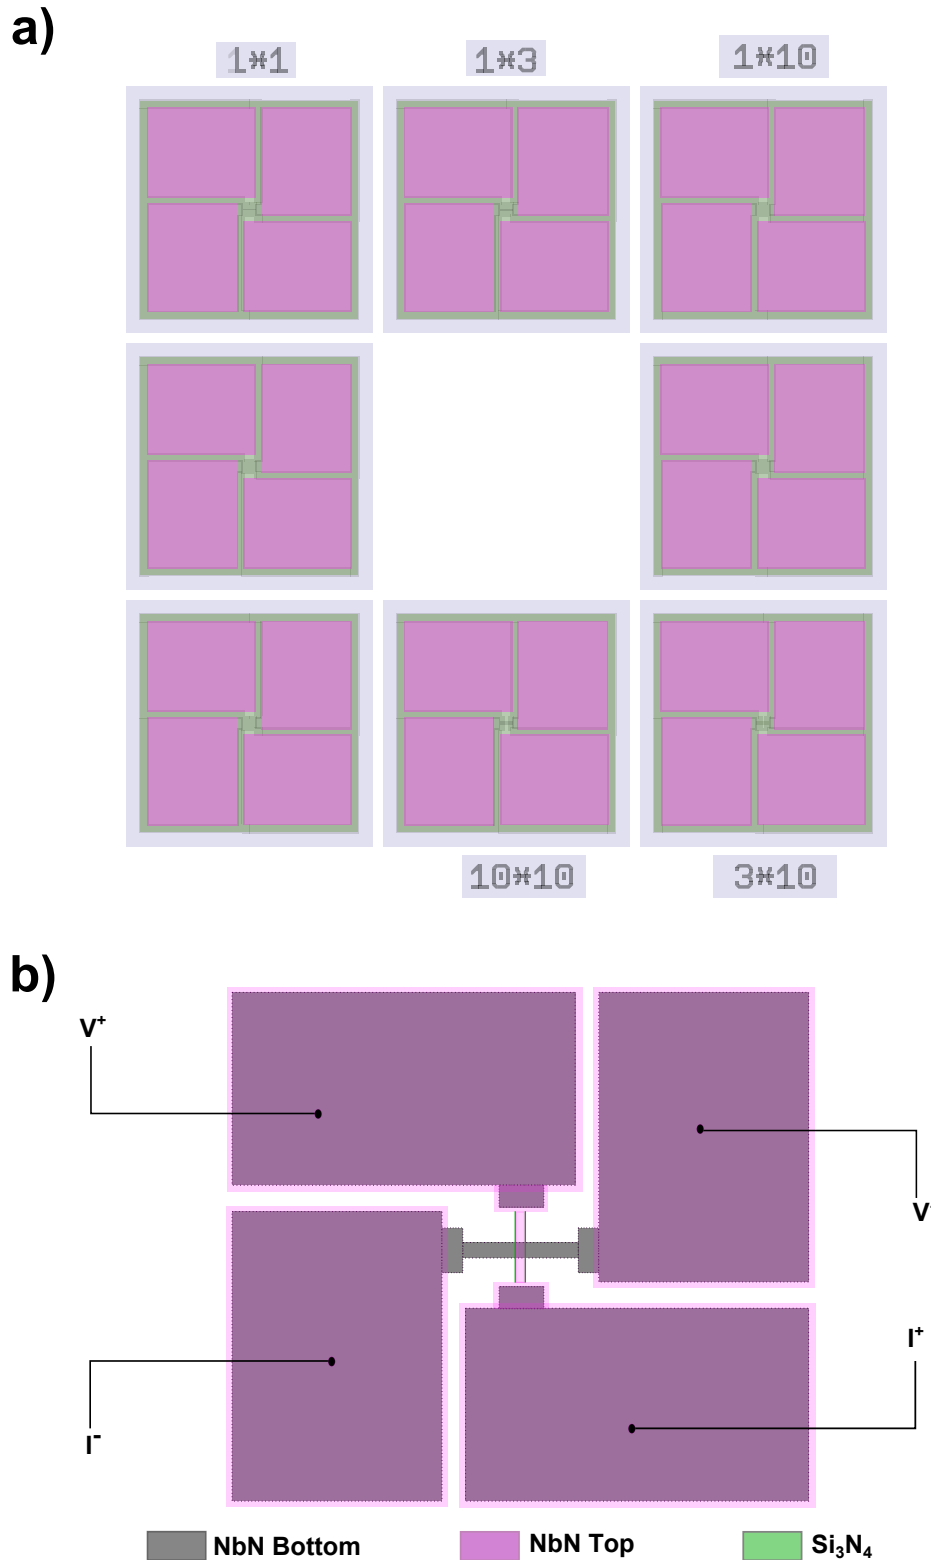 a)
1*1 1*3 1*10
10*10 3*10
b)
V⁺
V⁻
I⁺
I⁻
NbN Bottom NbN Top Si₃N₄